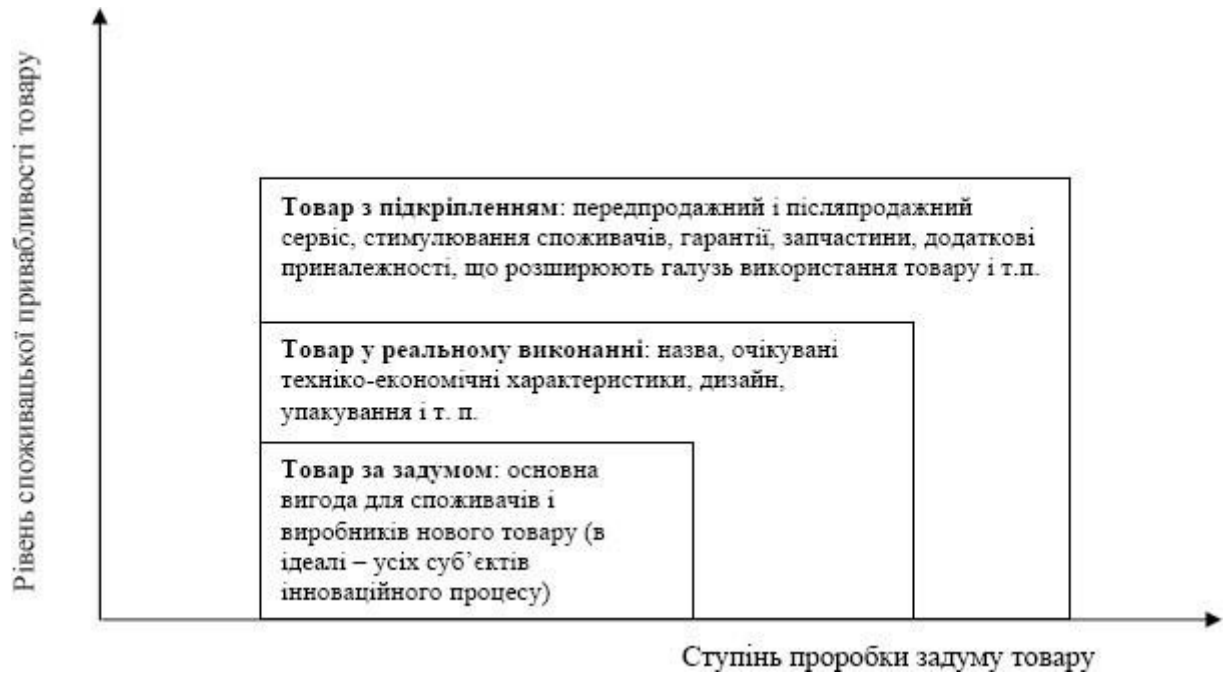 Рівень споживацької привабливості товару
Товар з підкріпленням: передпродажний і післяпродажний
сервіс, стимулювання споживачів, гарантії, запчастини, додаткові
приналежності, що розширюють галузь використання товару і т.п.
Товар у реальному виконанні: назва, очікувані
техніко-економічні характеристики, дизайн,
упакування і т. п.
Товар за задумом: основна
вигода для споживачів і
виробників нового товару (в
ідеалі – усіх суб’єктів
інноваційного процесу)
Ступінь проробки задуму товару